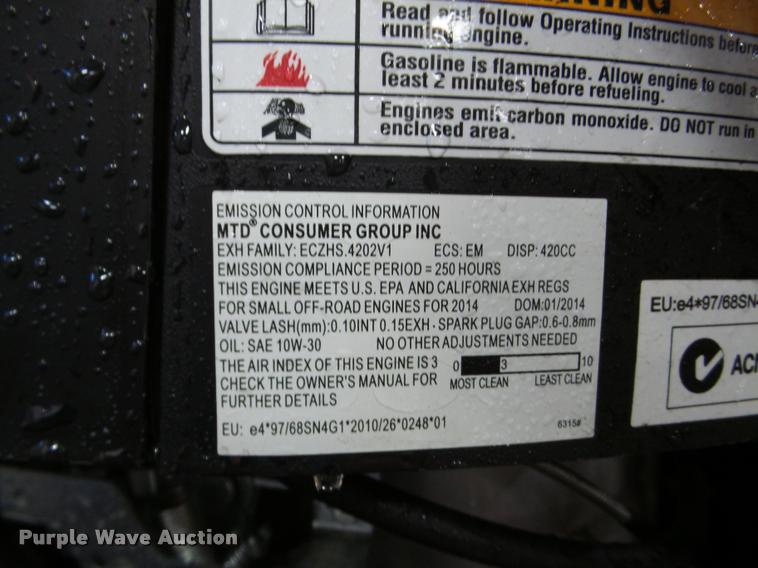 Read and follow Operating Instructions before
running engine.
Gasoline is flammable. Allow engine to cool a
least 2 minutes before refueling.
Engines emit carbon monoxide. DO NOT run in
enclosed area.
EMISSION CONTROL INFORMATION
MTD® CONSUMER GROUP INC
EXH FAMILY: ECZHS.4202V1 ECS: EM DISP: 420CC
EMISSION COMPLIANCE PERIOD = 250 HOURS
THIS ENGINE MEETS U.S. EPA AND CALIFORNIA EXH REGS
FOR SMALL OFF-ROAD ENGINES FOR 2014 DOM:01/2014
VALVE LASH(mm):0.10INT 0.15EXH - SPARK PLUG GAP:0.6-0.8mm
OIL: SAE 10W-30 NO OTHER ADJUSTMENTS NEEDED
THE AIR INDEX OF THIS ENGINE IS 3 0 3 10
CHECK THE OWNER'S MANUAL FOR MOST CLEAN LEAST CLEAN
FURTHER DETAILS
EU: e4*97/68SN4G1*2010/26*0248*01 6315#
EU:e4*97/68SN4
ACN
Purple Wave Auction